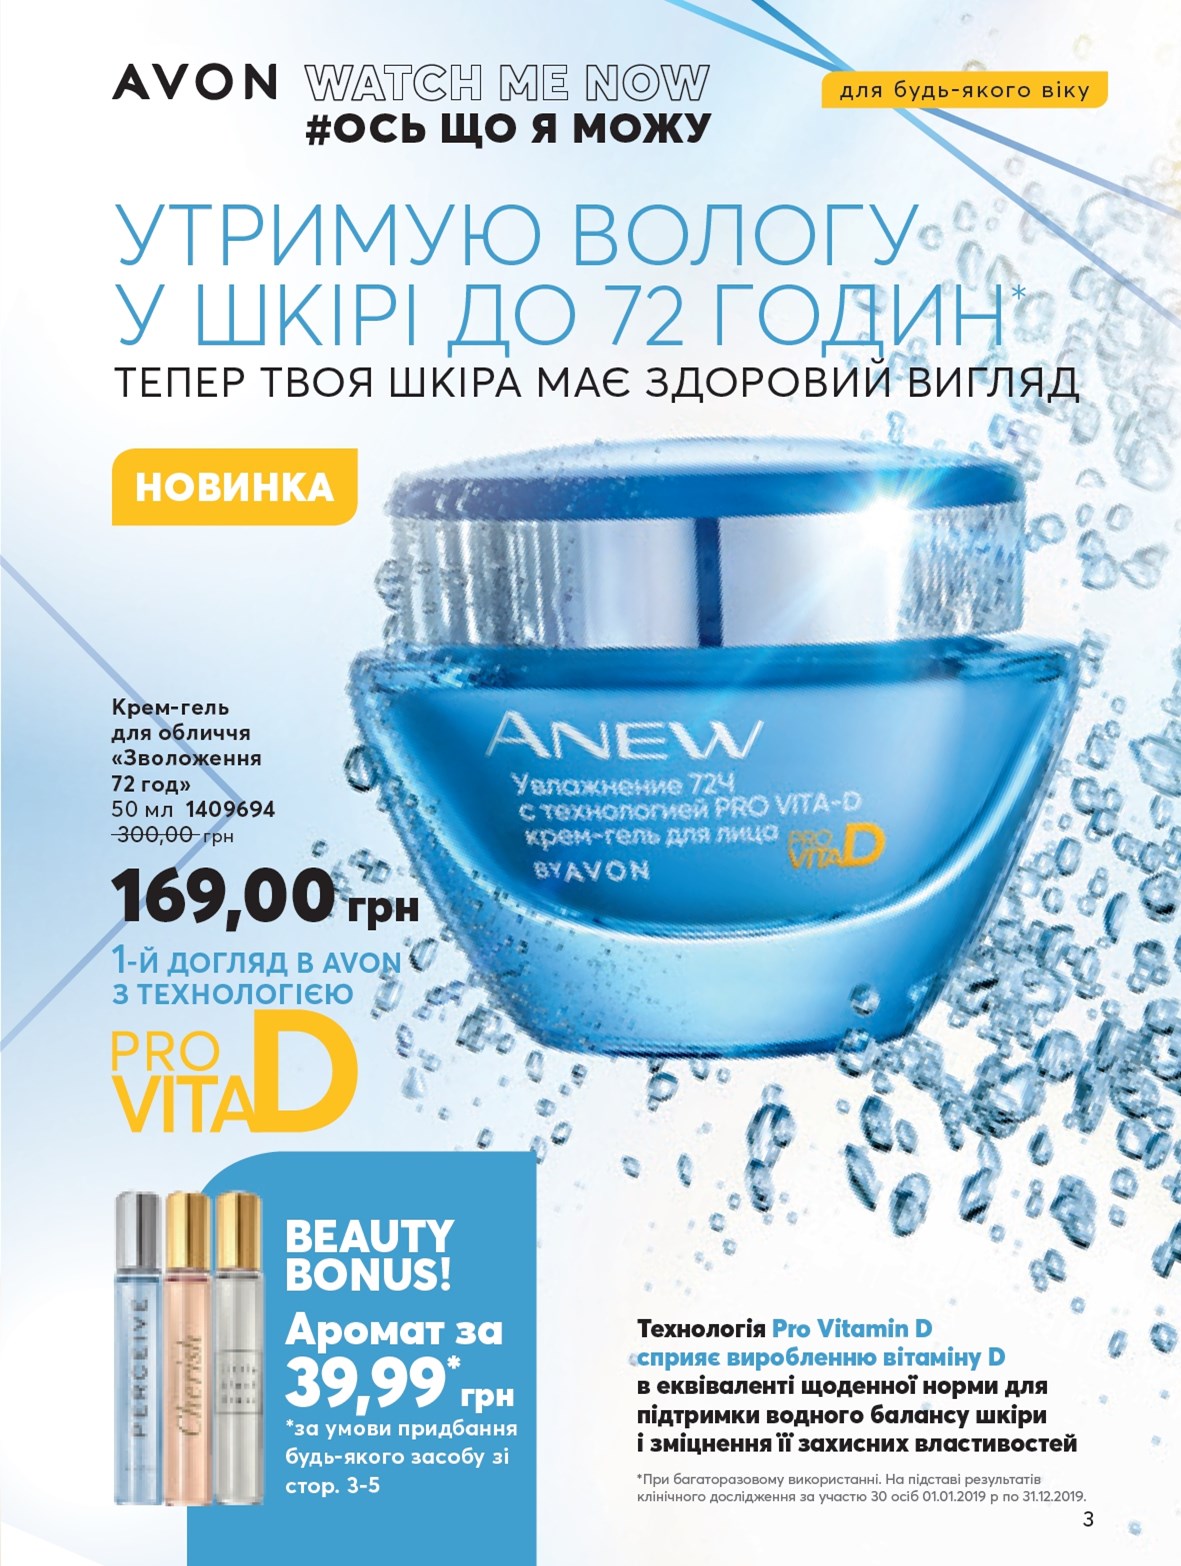 AVON WATCH ME NOW
#ОСЬ ЩО Я МОЖУ
для будь-якого віку
УТРИМУЮ ВОЛОГУ
У ШКІРІ ДО 72 ГОДИН*
ТЕПЕР ТВОЯ ШКІРА МАЄ ЗДОРОВИЙ ВИГЛЯД
НОВИНКА
Крем-гель
для обличчя
«Зволоження
72 год»
50 мл 1409694
300,00 грн
169,00 грн
1-Й ДОГЛЯД В AVON
З ТЕХНОЛОГІЄЮ
PRO
VITA D
ANEW
Увлажнение 72Ч
с технологией PRO VITA-D
крем-гель для лица
PRO
VITA D
BY AVON
BEAUTY
BONUS!
Аромат за
39,99* грн
*за умови придбання
будь-якого засобу зі
стор. 3-5
PERCEIVE
Cherish
little
black
dress
Технологія Pro Vitamin D
сприяє виробленню вітаміну D
в еквіваленті щоденної норми для
підтримки водного балансу шкіри
і зміцнення її захисних властивостей
*При багаторазовому використанні. На підставі результатів
клінічного дослідження за участю 30 осіб 01.01.2019 р по 31.12.2019.
3